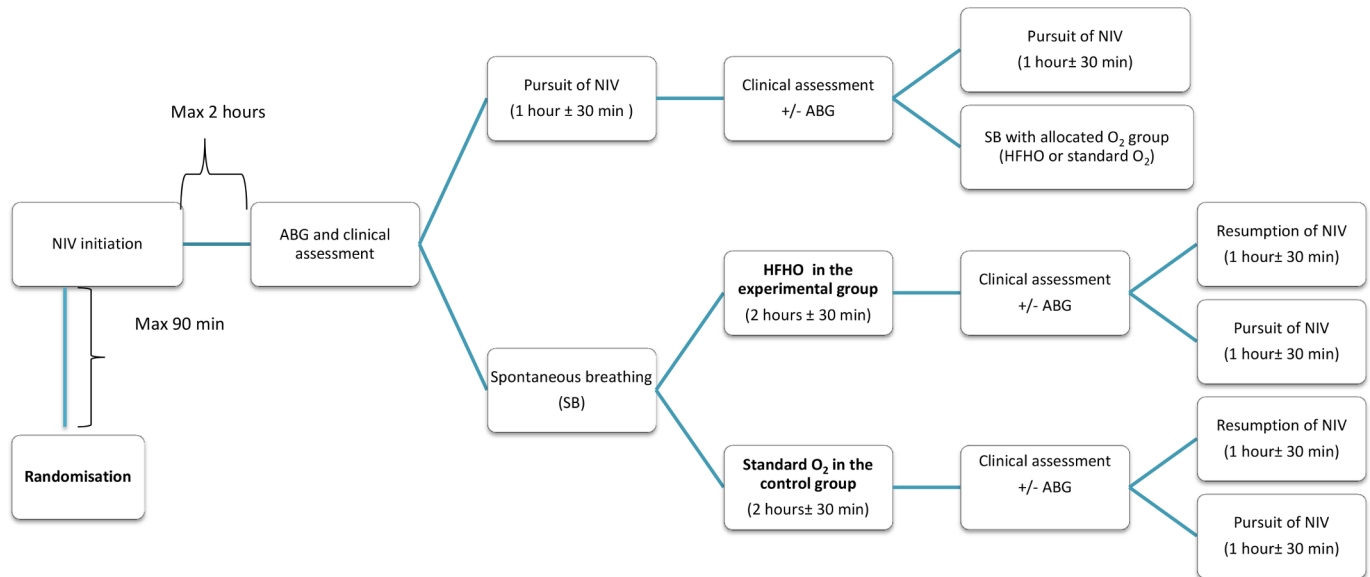 Max 2 hours
NIV initiation
Max 90 min
Randomisation
ABG and clinical
assessment
Pursuit of NIV
(1 hour ± 30 min )
Clinical assessment
+/- ABG
Pursuit of NIV
(1 hour± 30 min)
SB with allocated O₂ group
(HFHO or standard O₂)
Spontaneous breathing
(SB)
HFHO in the
experimental group
(2 hours ± 30 min)
Clinical assessment
+/- ABG
Resumption of NIV
(1 hour± 30 min)
Pursuit of NIV
(1 hour± 30 min)
Standard O₂ in the
control group
(2 hours± 30 min)
Clinical assessment
+/- ABG
Resumption of NIV
(1 hour± 30 min)
Pursuit of NIV
(1 hour± 30 min)